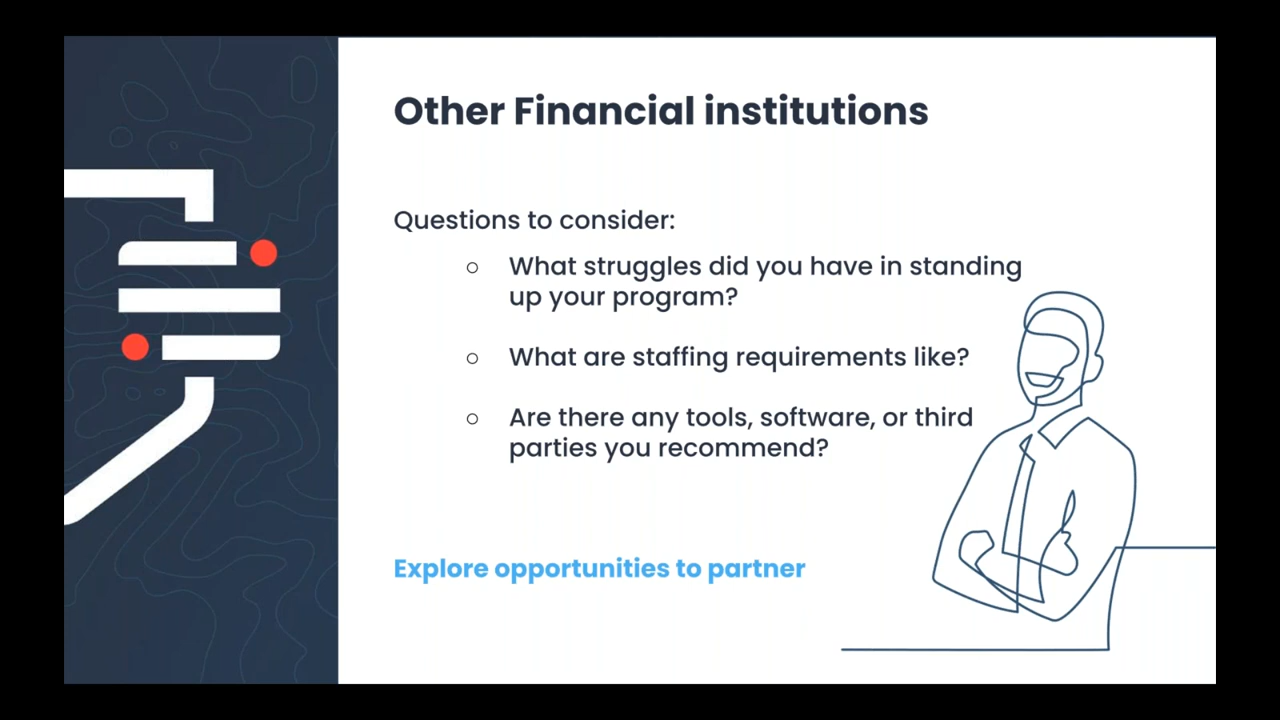 Other Financial institutions
Questions to consider:
○ What struggles did you have in standing
up your program?
○ What are staffing requirements like?
○ Are there any tools, software, or third
parties you recommend?
Explore opportunities to partner